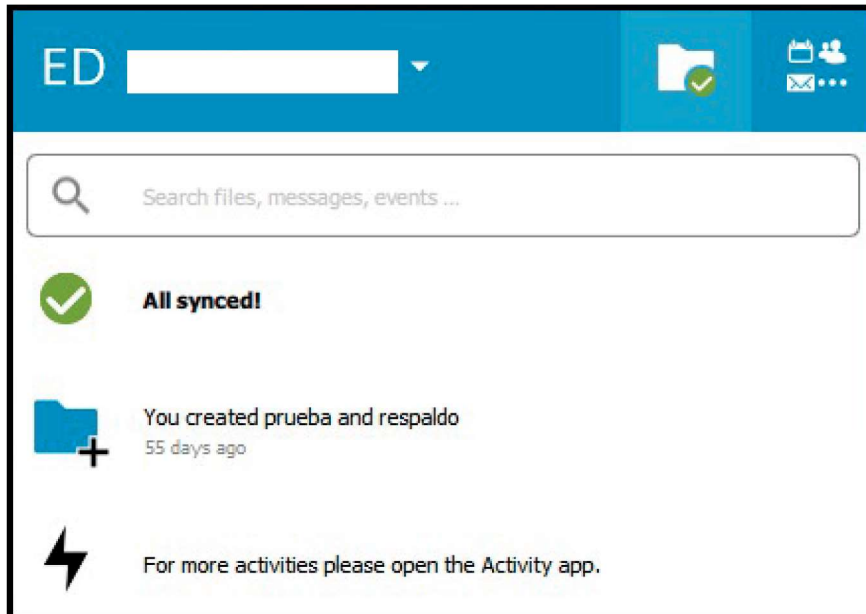 ED
Search files, messages, events ...
All synced!
You created prueba and respaldo
55 days ago
For more activities please open the Activity app.